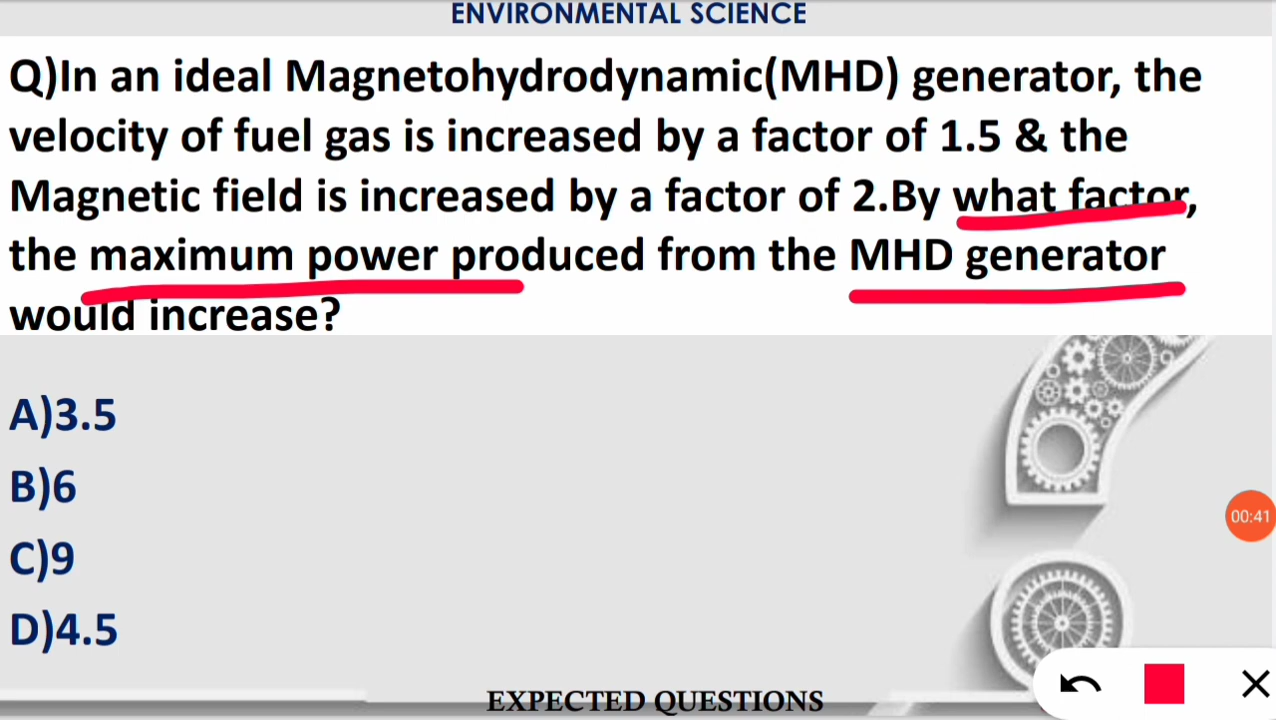 ENVIRONMENTAL SCIENCE
Q)In an ideal Magnetohydrodynamic(MHD) generator, the
velocity of fuel gas is increased by a factor of 1.5 & the
Magnetic field is increased by a factor of 2.By what factor,
the maximum power produced from the MHD generator
would increase?
A)3.5
B)6
C)9
D)4.5
00:41
EXPECTED QUESTIONS